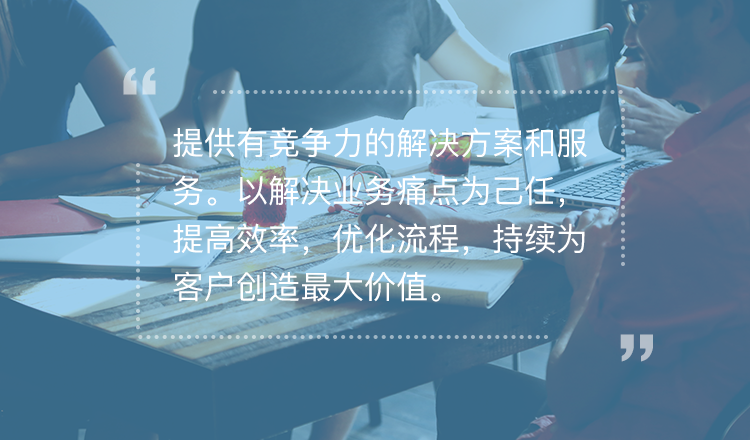 提供有竞争力的解决方案和服
务。以解决业务痛点为己任，
提高效率，优化流程，持续为
客户创造最大价值。